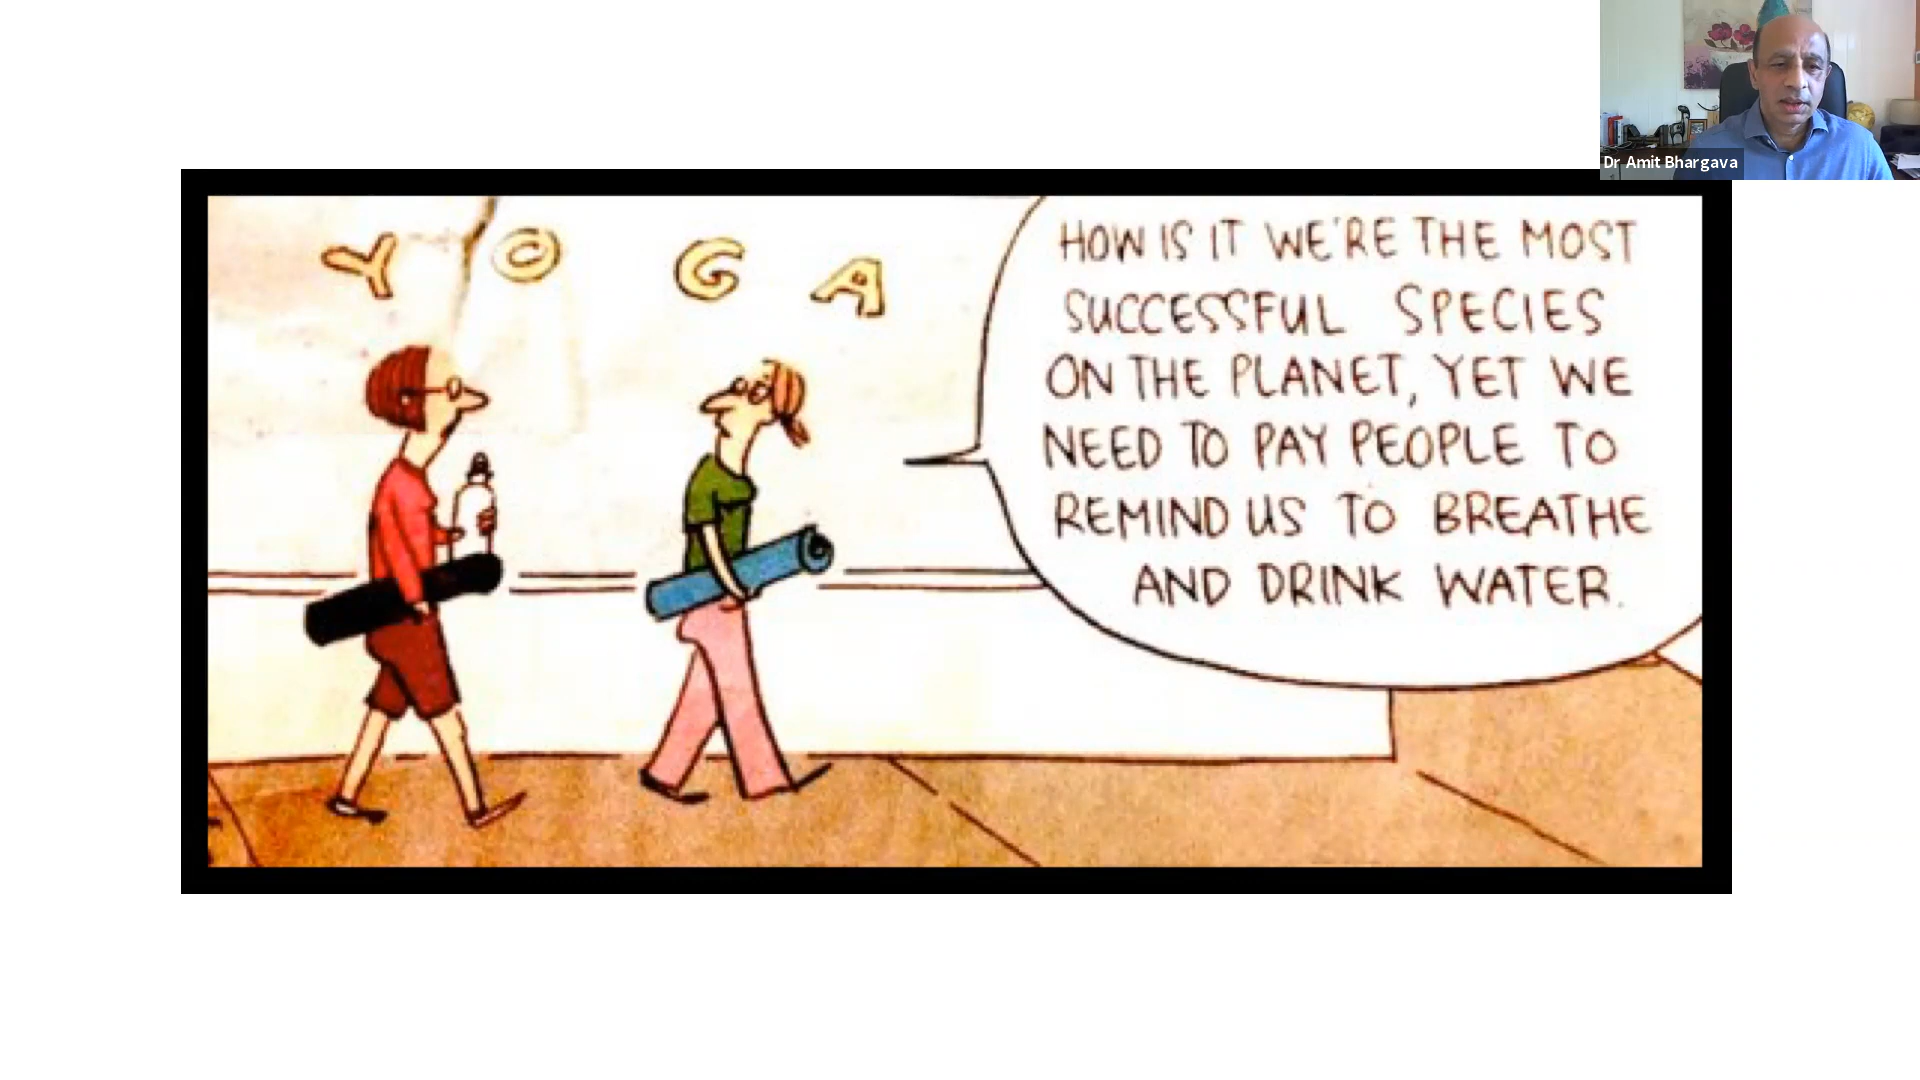 Dr Amit Bhargava
YOGA
HOW IS IT WE'RE THE MOST
SUCCESSFUL SPECIES
ON THE PLANET, YET WE
NEED TO PAY PEOPLE TO
REMIND US TO BREATHE
AND DRINK WATER.